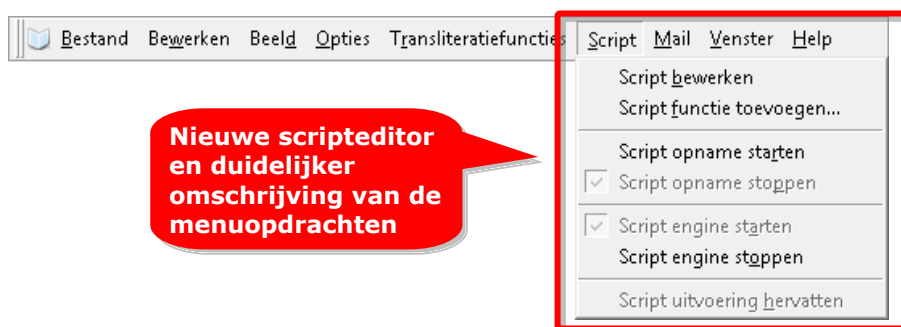 Bestand Bewerken Beeld Opties Transliteratiefuncties Script Mail Venster Help
Script bewerken
Script functie toevoegen...
Script opname starten
Script opname stoppen
Script engine starten
Script engine stoppen
Script uitvoering hervatten
Nieuwe scripteditor
en duidelijker
omschrijving van de
menuopdrachten